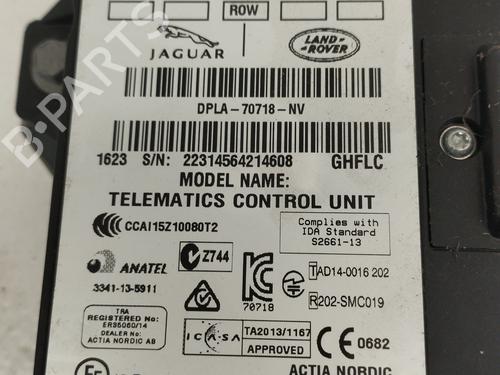 ROW
JAGUAR
LAND
ROVER
DPLA-70718-NV
1623 S/N: 22314564214608 GHFLC
MODEL NAME:
TELEMATICS CONTROL UNIT
CCAI15Z10080T2
Complies with
IDA Standard
S2661-13
ANATEL
3341-13-5911
Z744
70718
TAD14-0016 202
R202-SMC019
TRA
REGISTERED No:
ER35060/14
DEALER No:
ACTIA NORDIC AB
ICASA
TA2013/1167
APPROVED
CE 0682
ACTIA NORDIC
B-PARTS